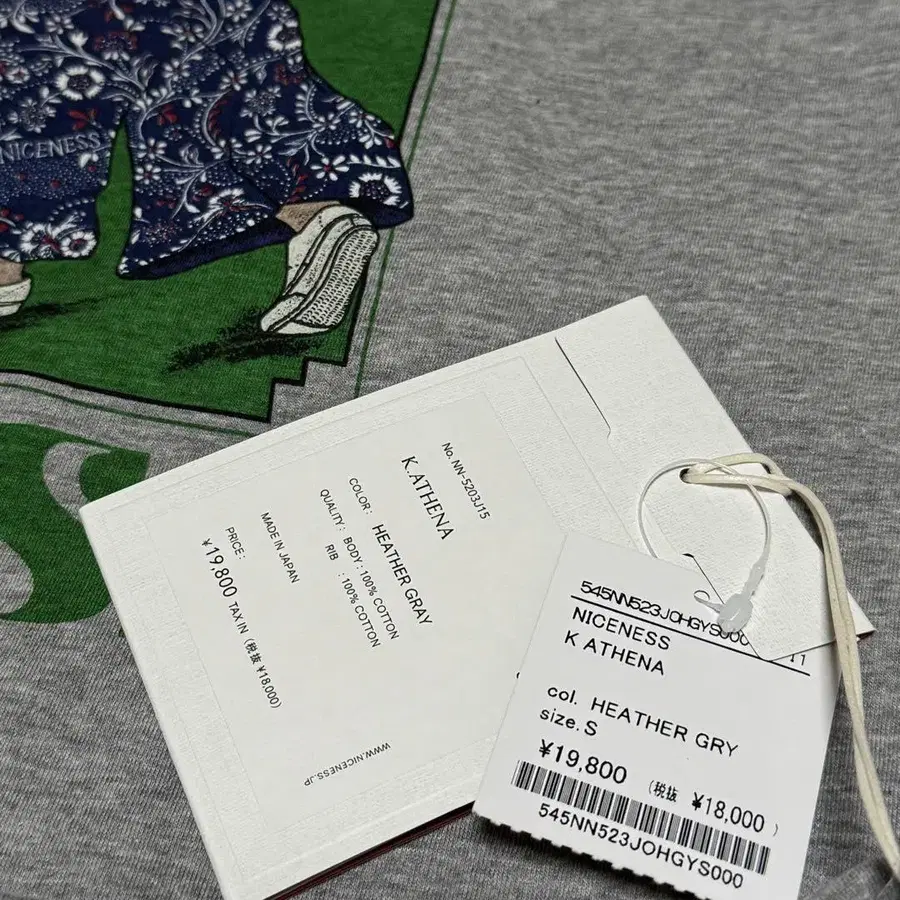 NICENESS
No. NN-5203J15
K.ATHENA
COLOR: HEATHER GRAY
QUALITY: BODY:100% COTTON
RIB :100% COTTON
MADE IN JAPAN
PRICE:
¥19,800 TAX IN (税抜 ¥18,000)
WWW.NICENESS.JP
545NN523JOHGYS000
NICENESS
K ATHENA
col. HEATHER GRY
size. S
¥19,800 (税抜 ¥18,000)
545NN523JOHGYS000